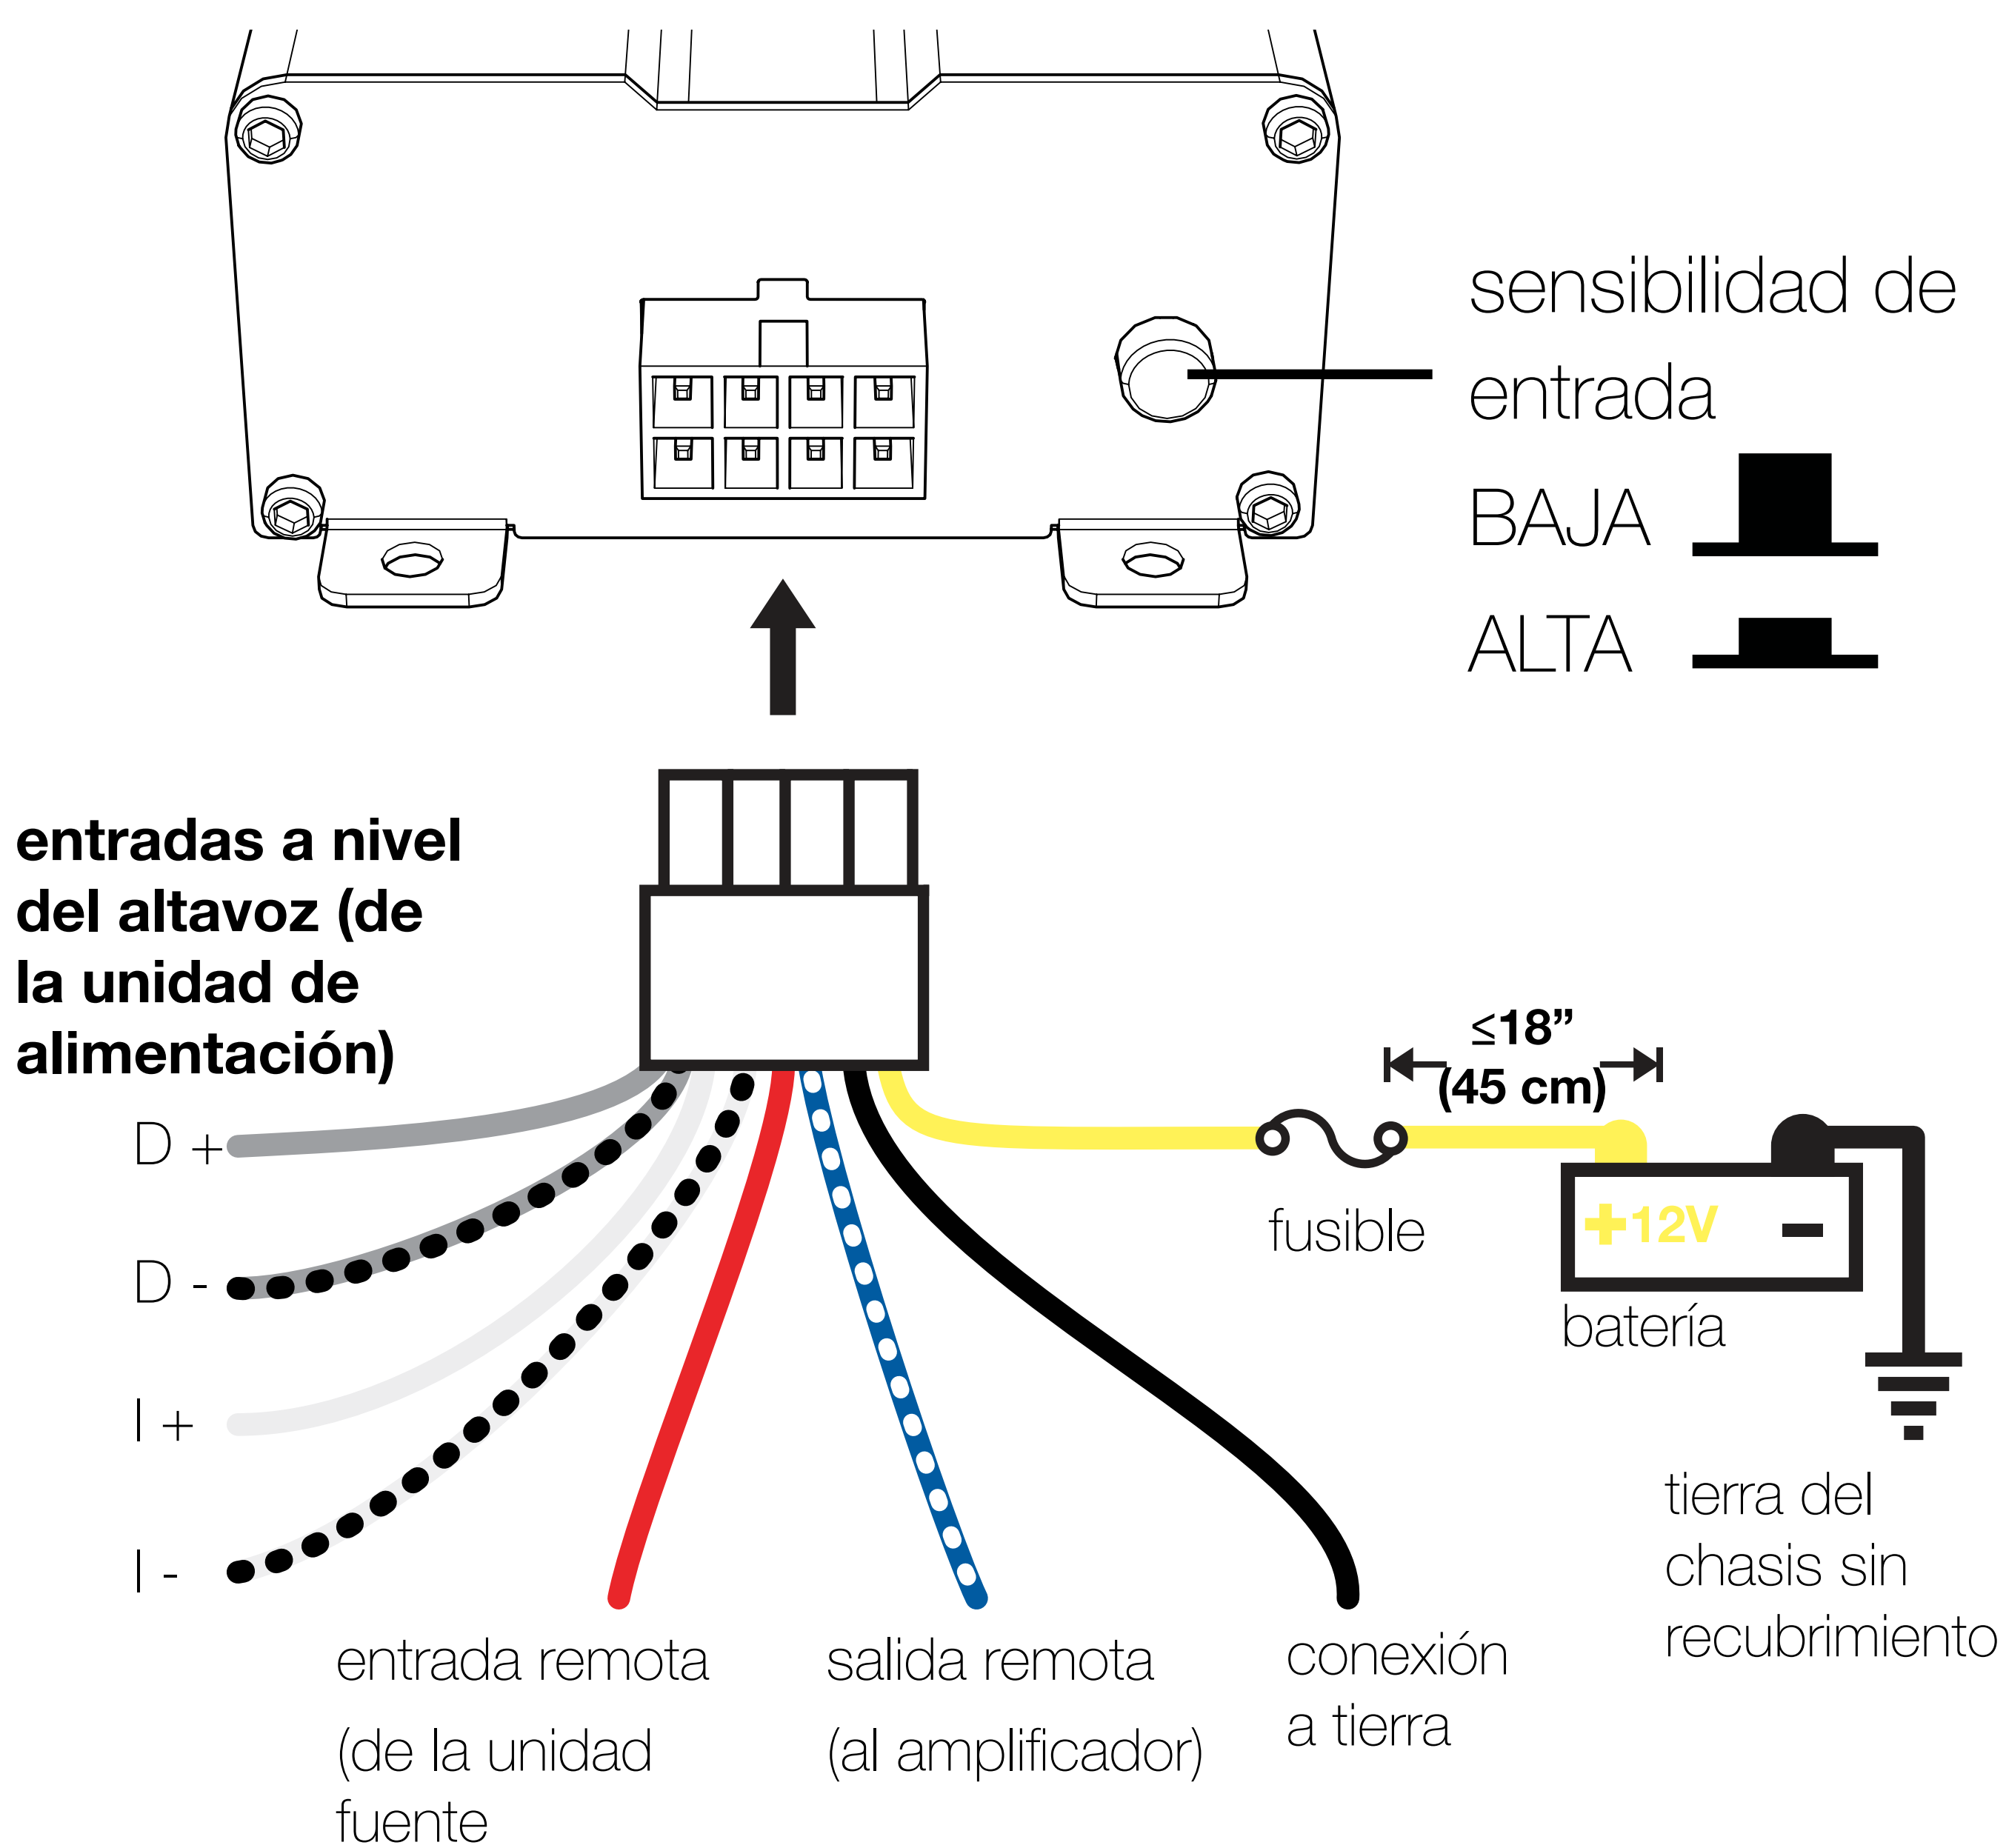 sensibilidad de
entrada
BAJA
ALTA
entradas a nivel
del altavoz (de
la unidad de
alimentación)
D +
D -
I +
I -
≤18”
(45 cm)
fusible
+12V -
batería
tierra del
chasis sin
recubrimiento
entrada remota
(de la unidad
fuente
salida remota
(al amplificador)
conexión
a tierra